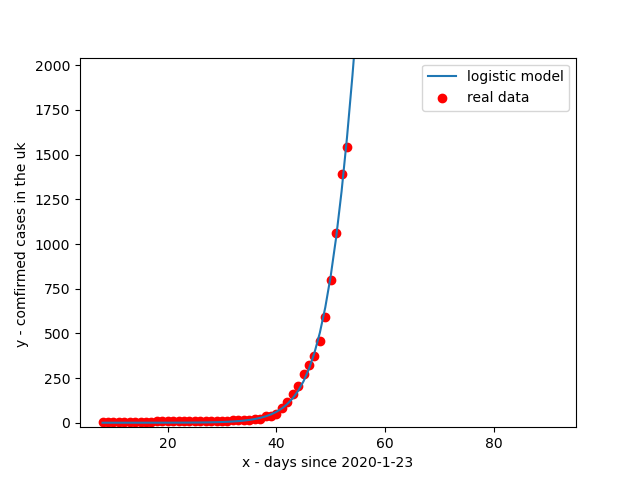 logistic model
real data
2000
1750
1500
1250
1000
750
500
250
0
y - comfirmed cases in the uk
20 40 60 80
x - days since 2020-1-23